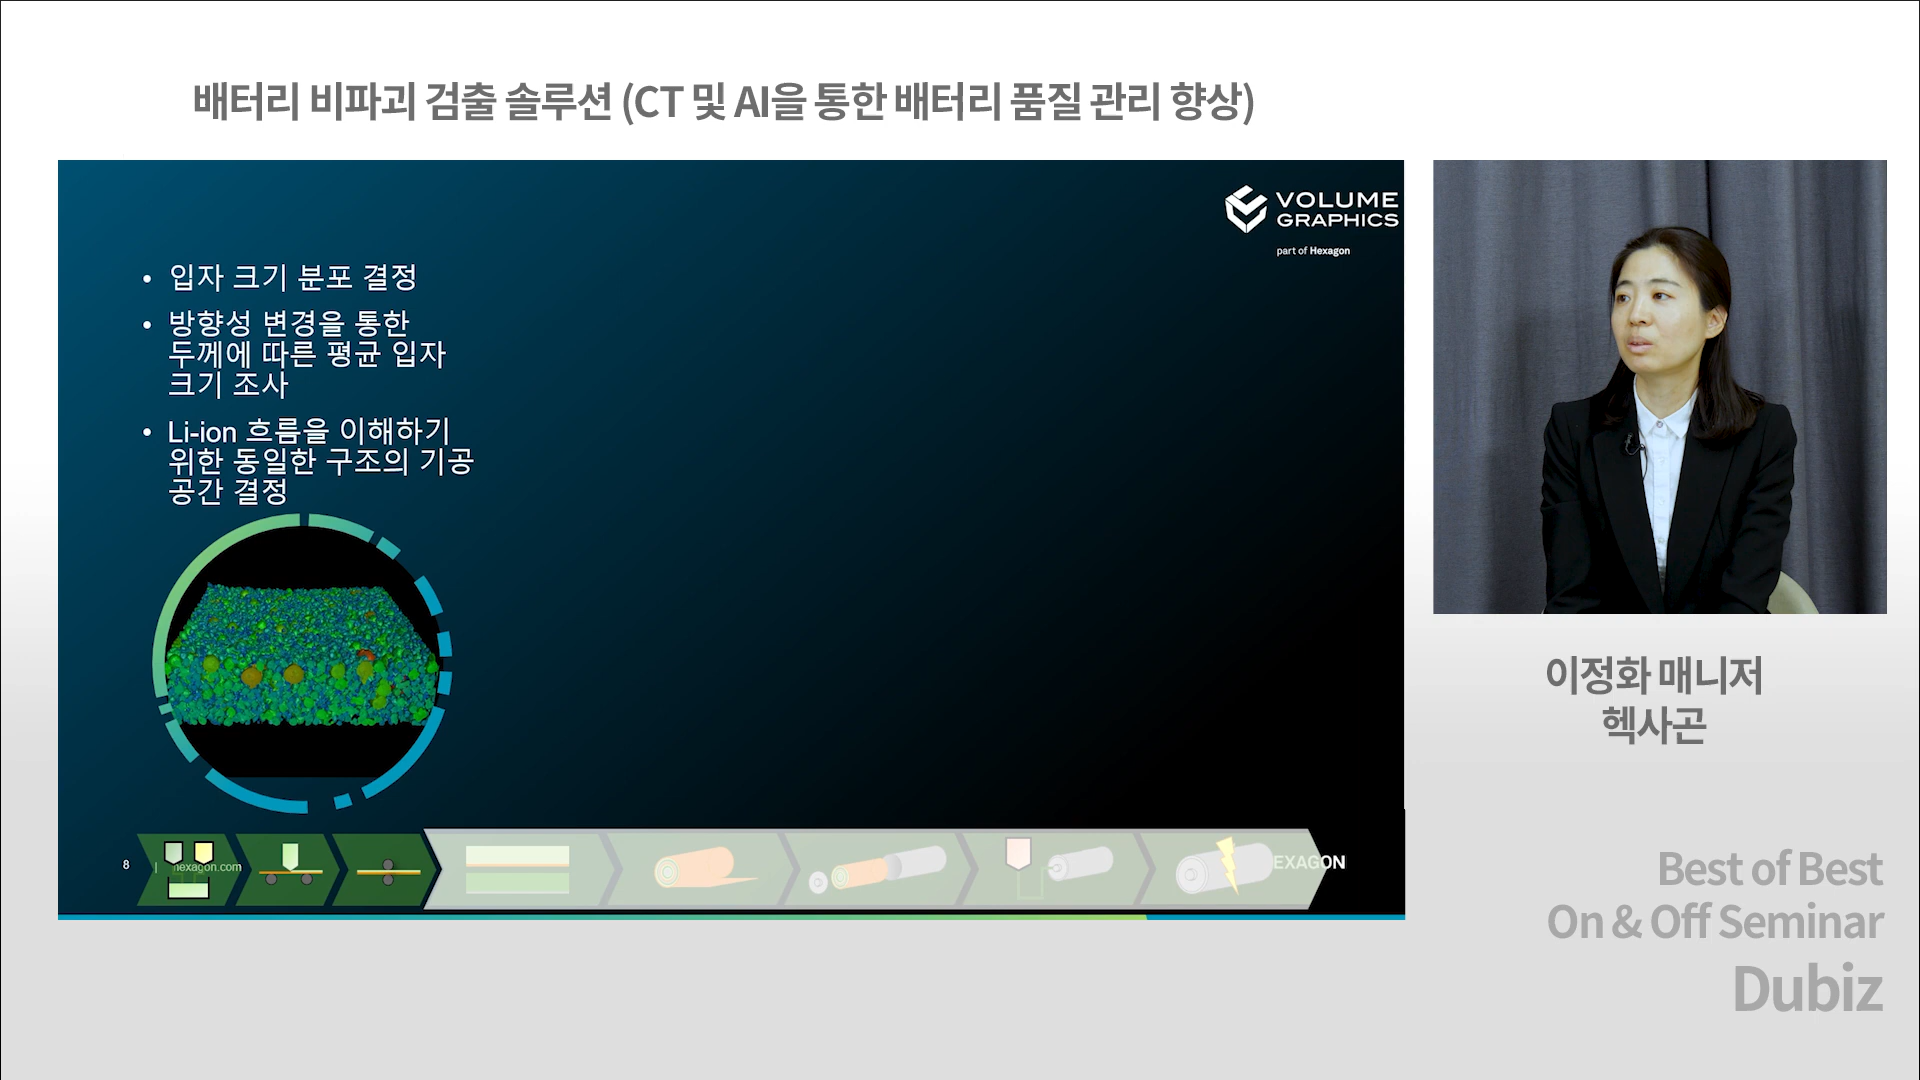 배터리 비파괴 검출 솔루션 (CT 및 AI을 통한 배터리 품질 관리 향상)
VOLUME
GRAPHICS
part of Hexagon
• 입자 크기 분포 결정
• 방향성 변경을 통한
두께에 따른 평균 입자
크기 조사
• Li-ion 흐름을 이해하기
위한 동일한 구조의 기공
공간 결정
8 | hexagon.com
EXAGON
이정화 매니저
헥사곤
Best of Best
On & Off Seminar
Dubiz